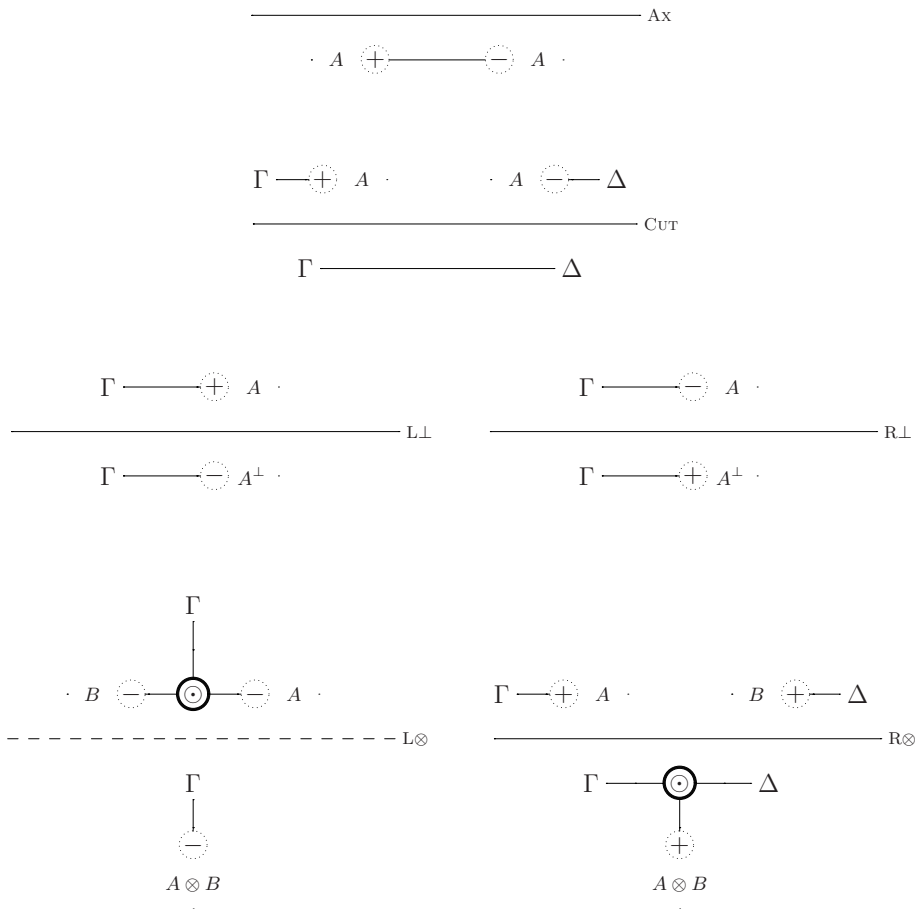 Ax
· A + − A ·
Γ + A · · A − Δ
Cut
Γ Δ
Γ + A · Γ − A ·
L⊥ R⊥
Γ − A^⊥ · Γ + A^⊥ ·
Γ
· B − ⊙ − A · Γ + A · · B + Δ
L⊗ R⊗
Γ Γ ⊙ Δ
− +
A ⊗ B A ⊗ B
· ·